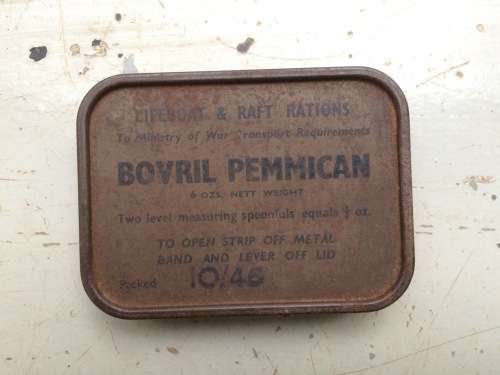 LIFEBOAT & RAFT RATIONS
To Ministry of War Transport Requirements
BOVRIL PEMMICAN
6 OZS. NETT WEIGHT
Two level measuring spoonfuls equals ½ oz.
TO OPEN STRIP OFF METAL
BAND AND LEVER OFF LID
Packed 10/46